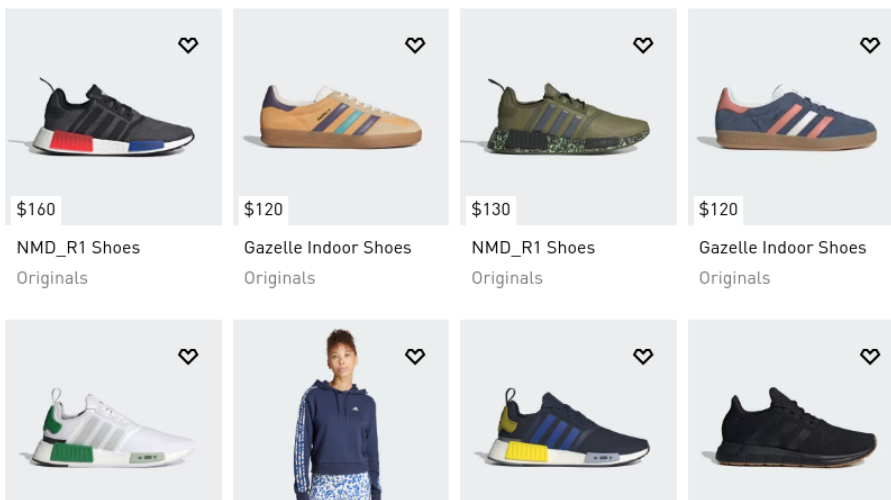 $160
$120
$130
$120
NMD_R1 Shoes
Gazelle Indoor Shoes
NMD_R1 Shoes
Gazelle Indoor Shoes
Originals
Originals
Originals
Originals